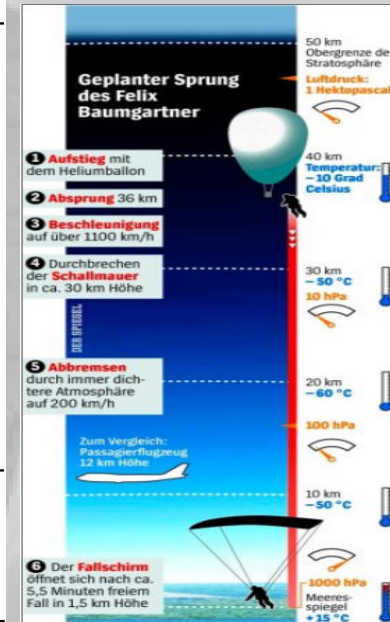 50 km
Obergrenze de
Stratosphäre
Geplanter Sprung
des Felix
Baumgartner
Luftdruck:
1 Hektopascal
1 Aufstieg mit
dem Heliumballon
40 km
Temperatur:
–10 Grad
Celsius
2 Absprung 36 km
3 Beschleunigung
auf über 1100 km/h
4 Durchbrechen
der Schallmauer
in ca. 30 km Höhe
30 km
–50 °C
10 hPa
DER SPIEGEL
5 Abbremsen
durch immer dich-
tere Atmosphäre
auf 200 km/h
20 km
–60 °C
100 hPa
Zum Vergleich:
Passagierflugzeug
12 km Höhe
10 km
–50 °C
6 Der Fallschirm
öffnet sich nach ca.
5,5 Minuten freiem
Fall in 1,5 km Höhe
1000 hPa
Meeres-
spiegel
+15 °C